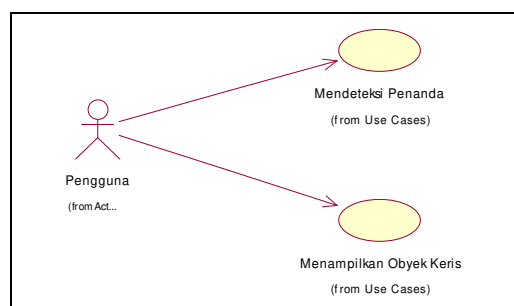 Mendeteksi Penanda
(from Use Cases)
Pengguna
(from Act...
Menampilkan Obyek Keris
(from Use Cases)